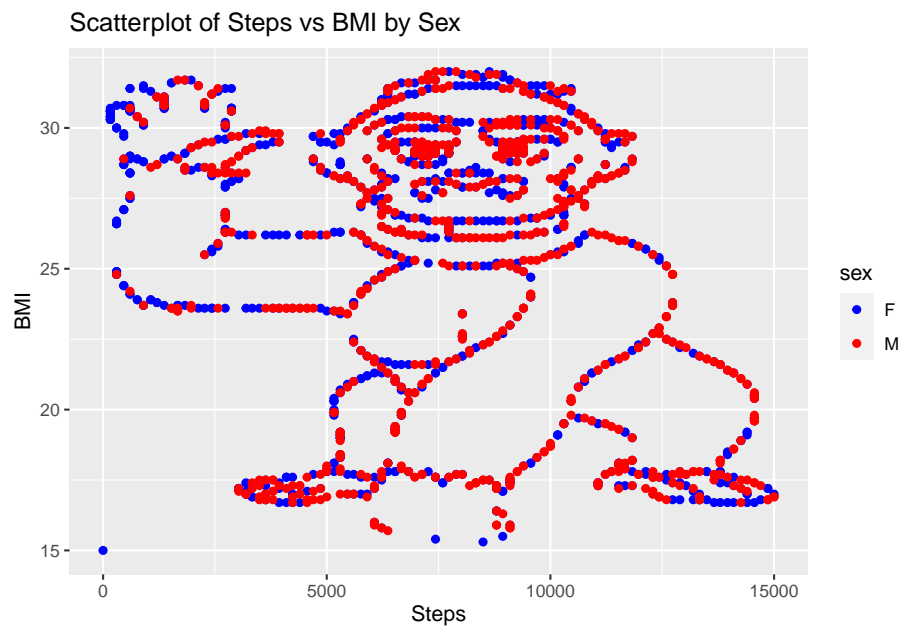 Scatterplot of Steps vs BMI by Sex
30
25
20
15
BMI
0 5000 10000 15000
Steps
sex
F
M